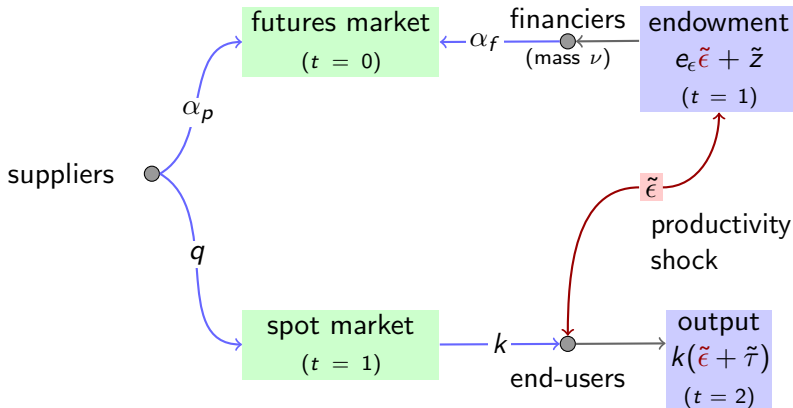 futures market
(t = 0)
α_f
financiers
(mass ν)
endowment
e_ϵ ϵ̃ + z̃
(t = 1)
α_p
suppliers
ϵ̃
productivity
shock
q
spot market
(t = 1)
k
end-users
output
k(ϵ̃ + τ̃)
(t = 2)